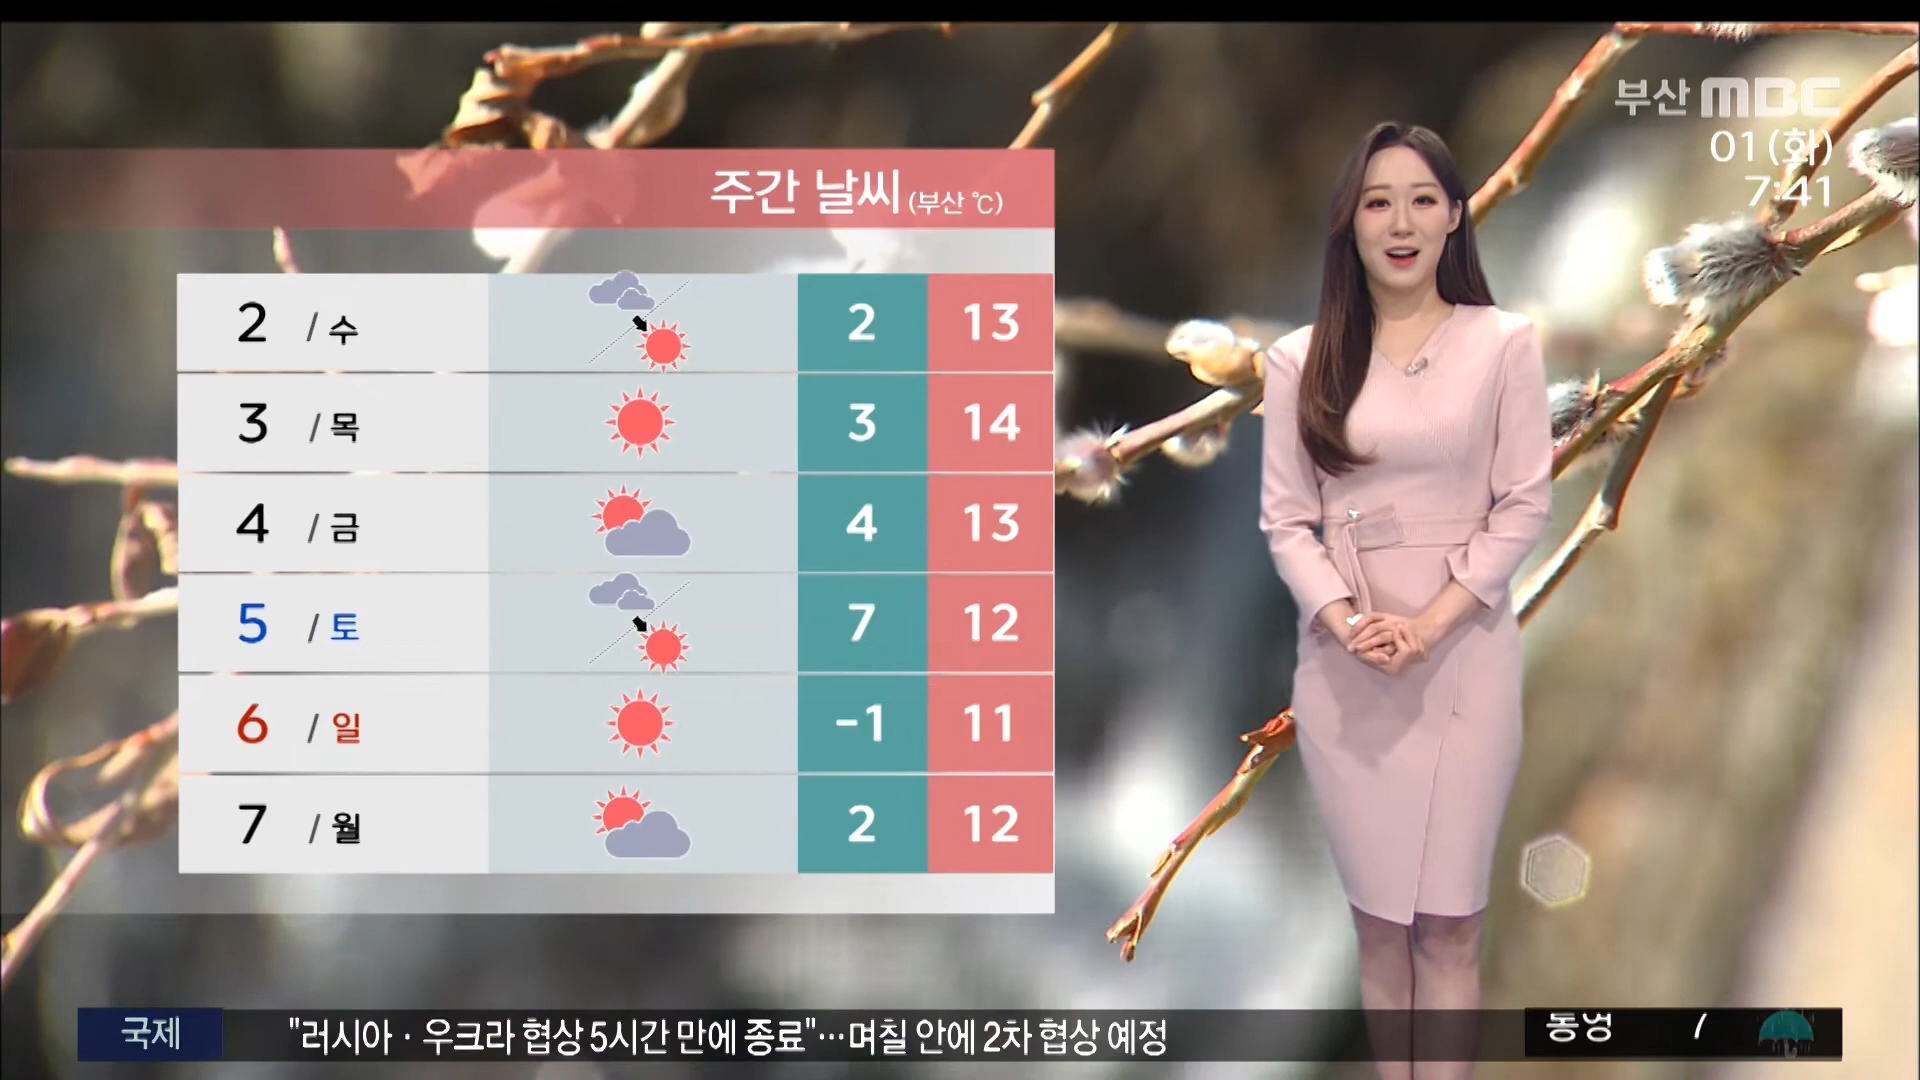 부산 MBC
01(화)
7:41
주간 날씨 (부산 ℃)
2 / 수 2 13
3 / 목 3 14
4 / 금 4 13
5 / 토 7 12
6 / 일 -1 11
7 / 월 2 12
국제 "러시아·우크라 협상 5시간 만에 종료"…며칠 안에 2차 협상 예정
통영 7